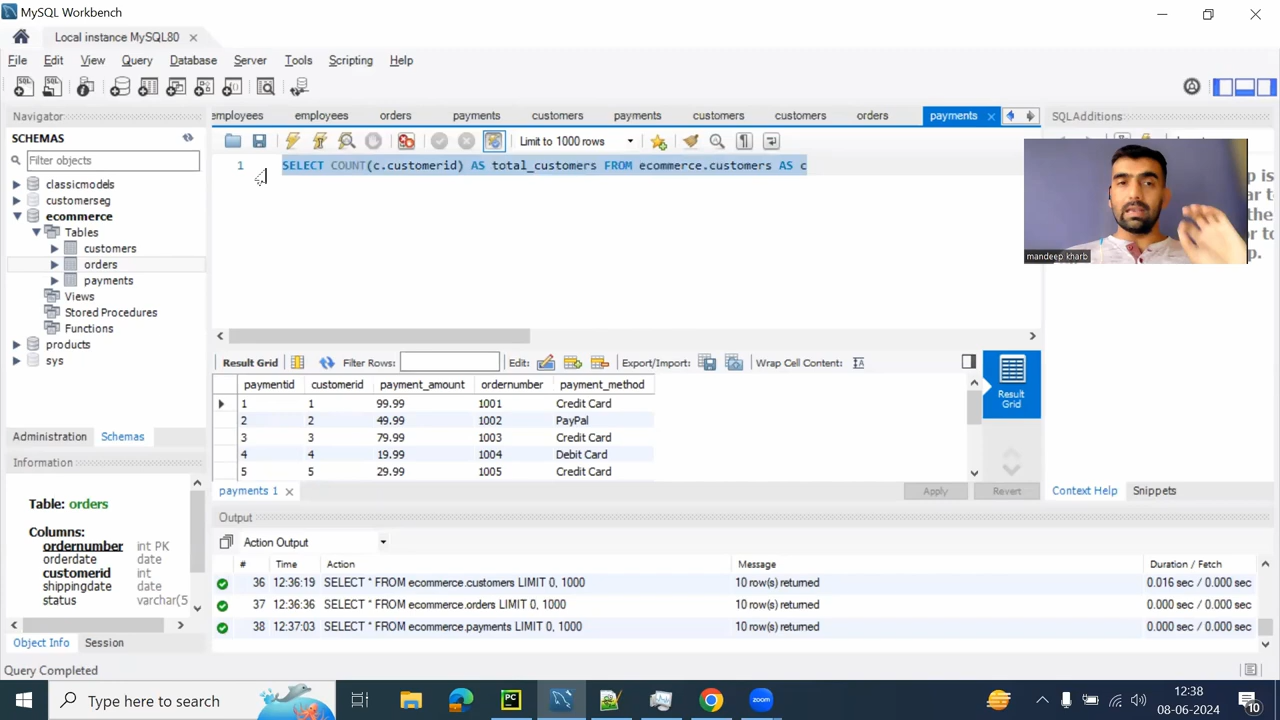 MySQL Workbench
Local instance MySQL80
File Edit View Query Database Server Tools Scripting Help
Navigator
employees employees orders payments customers payments customers customers orders payments
SQLAdditions
SCHEMAS
Limit to 1000 rows
Filter objects
1 SELECT COUNT(c.customerid) AS total_customers FROM ecommerce.customers AS c
classicmodels
customerseg
ecommerce
Tables
customers
orders
payments
Views
Stored Procedures
Functions
products
sys
mandeep kharb
Result Grid Filter Rows: Edit: Export/Import: Wrap Cell Content:
paymentid customerid payment_amount ordernumber payment_method
1 1 99.99 1001 Credit Card
2 2 49.99 1002 PayPal
3 3 79.99 1003 Credit Card
4 4 19.99 1004 Debit Card
5 5 29.99 1005 Credit Card
Result
Grid
Administration Schemas
Information
payments 1 Apply Revert
Context Help Snippets
Table: orders
Columns:
ordernumber int PK
orderdate date
customerid int
shippingdate date
status varchar(5
Object Info Session
Output
Action Output
# Time Action Message Duration / Fetch
36 12:36:19 SELECT * FROM ecommerce.customers LIMIT 0, 1000 10 row(s) returned 0.016 sec / 0.000 sec
37 12:36:36 SELECT * FROM ecommerce.orders LIMIT 0, 1000 10 row(s) returned 0.000 sec / 0.000 sec
38 12:37:03 SELECT * FROM ecommerce.payments LIMIT 0, 1000 10 row(s) returned 0.000 sec / 0.000 sec
Query Completed
Type here to search
PC
zoom
12:38
08-06-2024
10